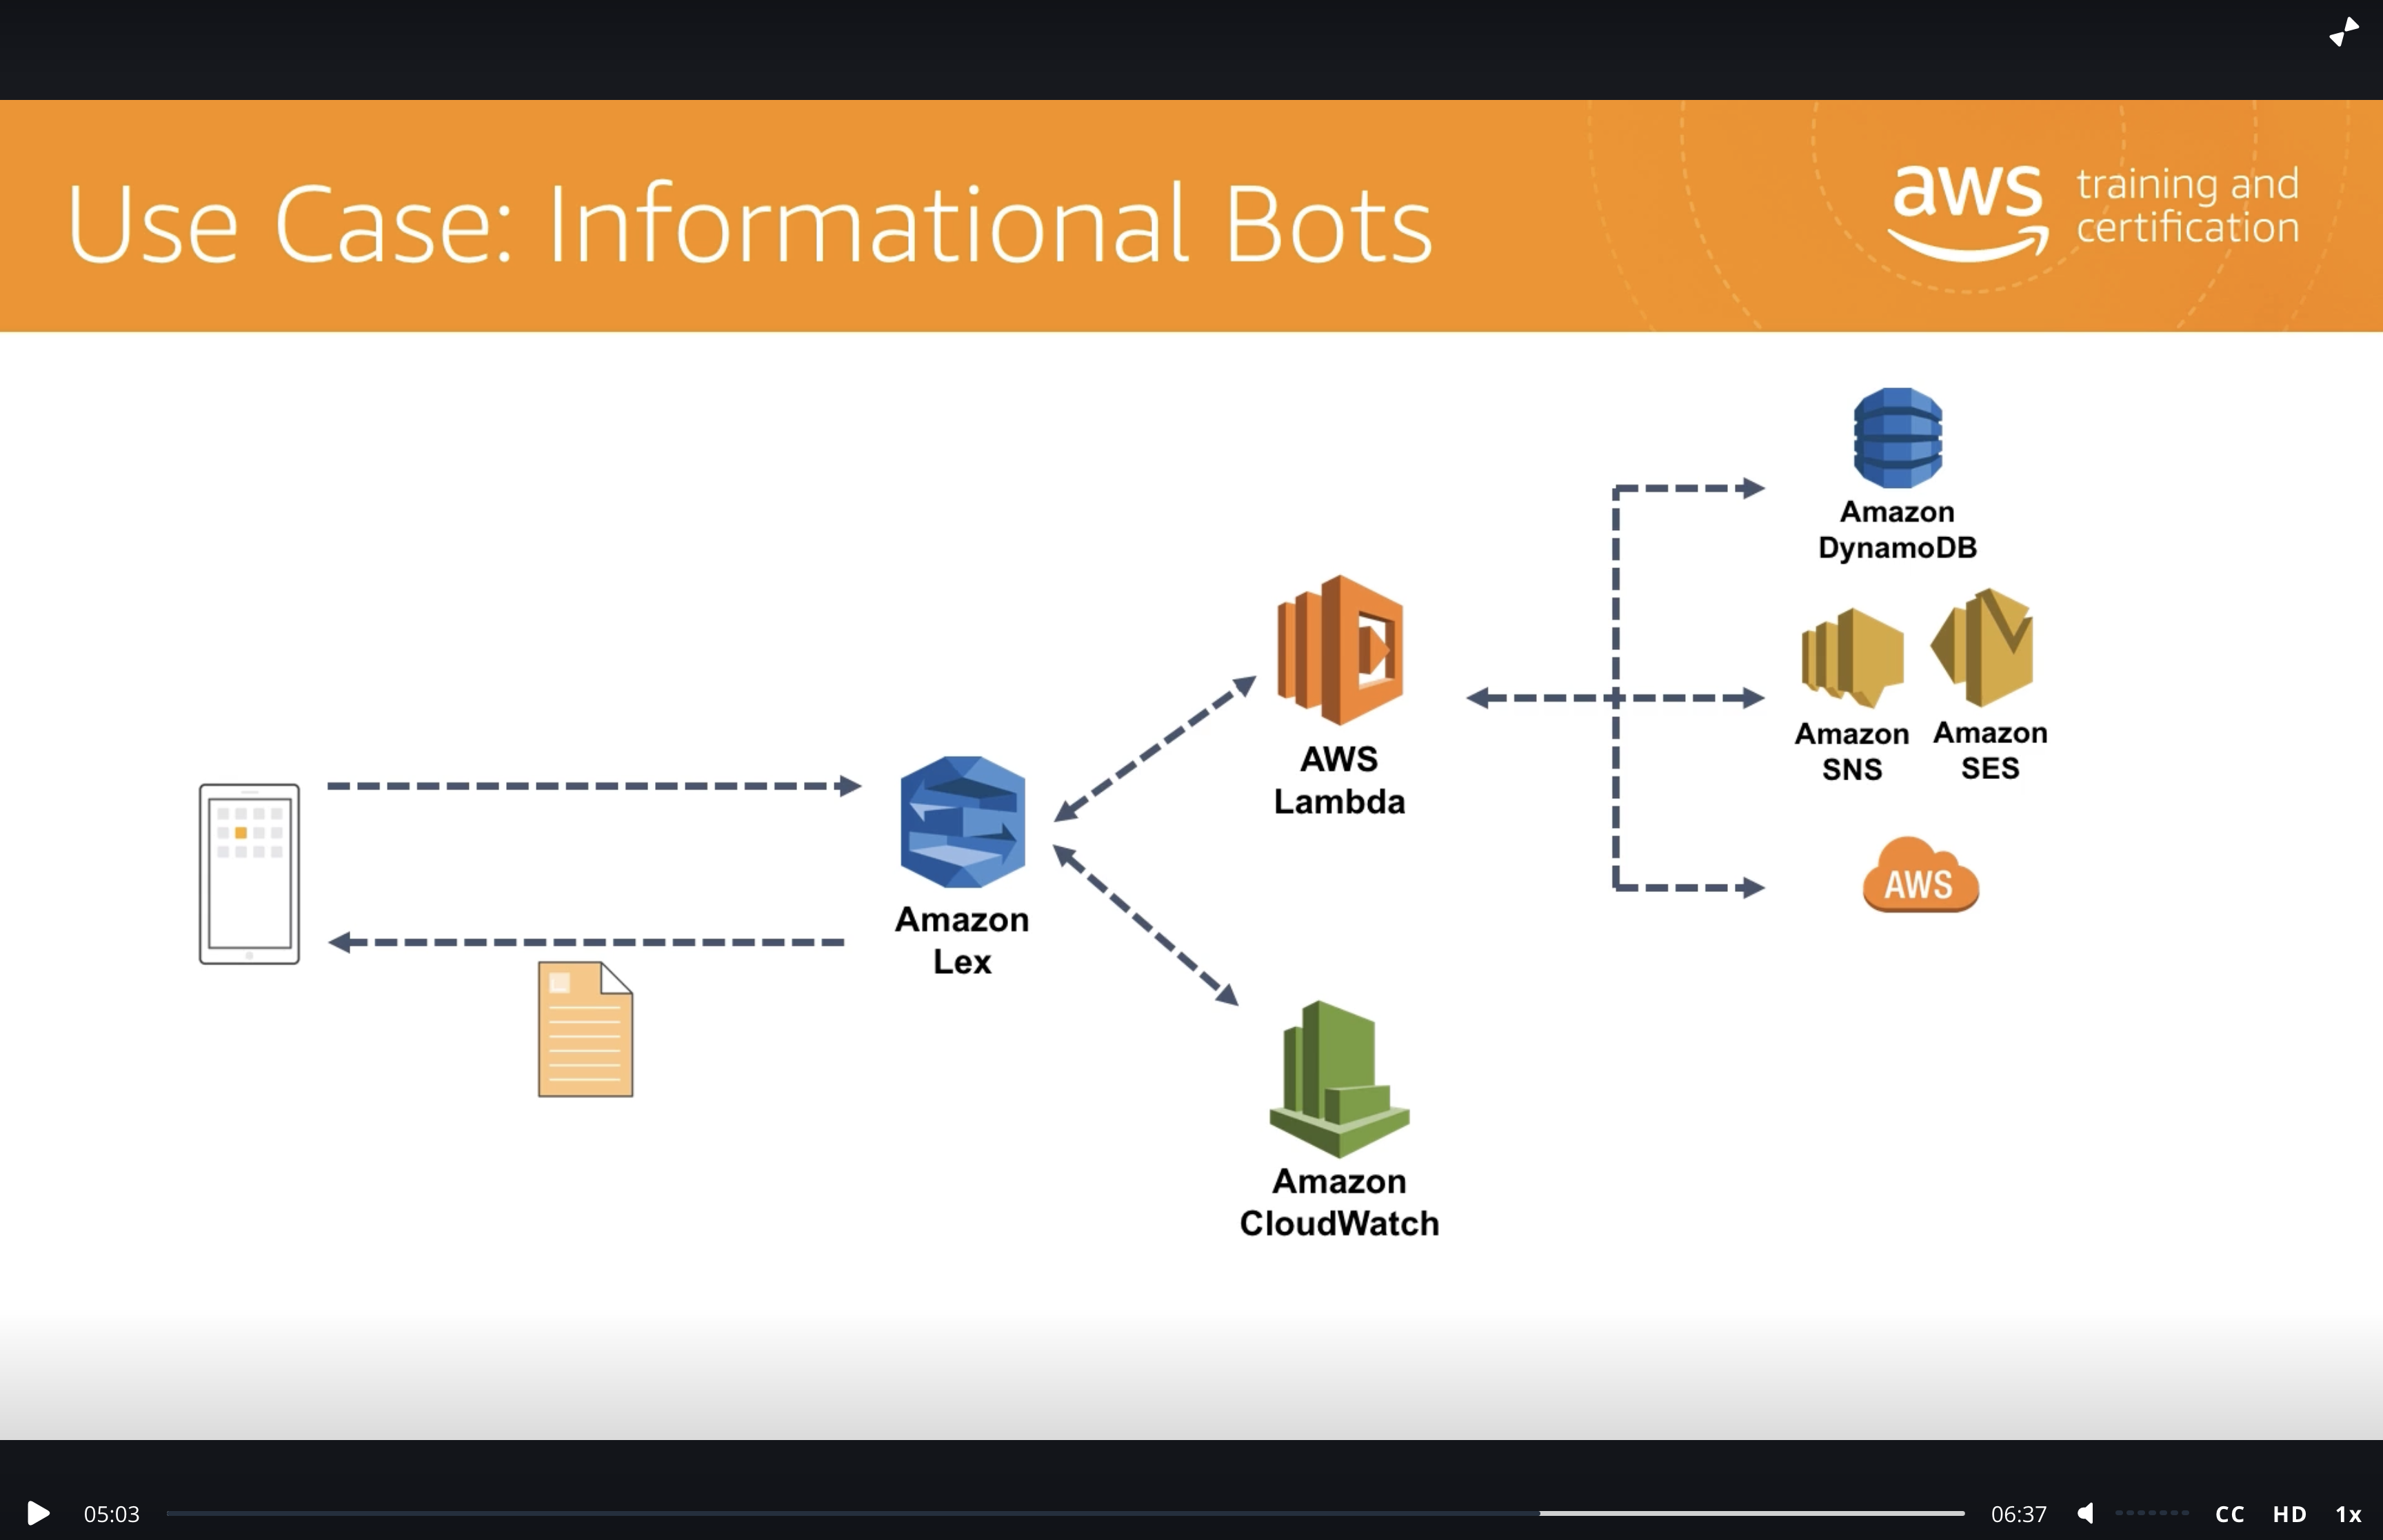 Use Case: Informational Bots
aws
training and
certification
Amazon
DynamoDB
Amazon
SNS
Amazon
SES
AWS
Lambda
AWS
Amazon
Lex
Amazon
CloudWatch
05:03
06:37
CC
HD
1x